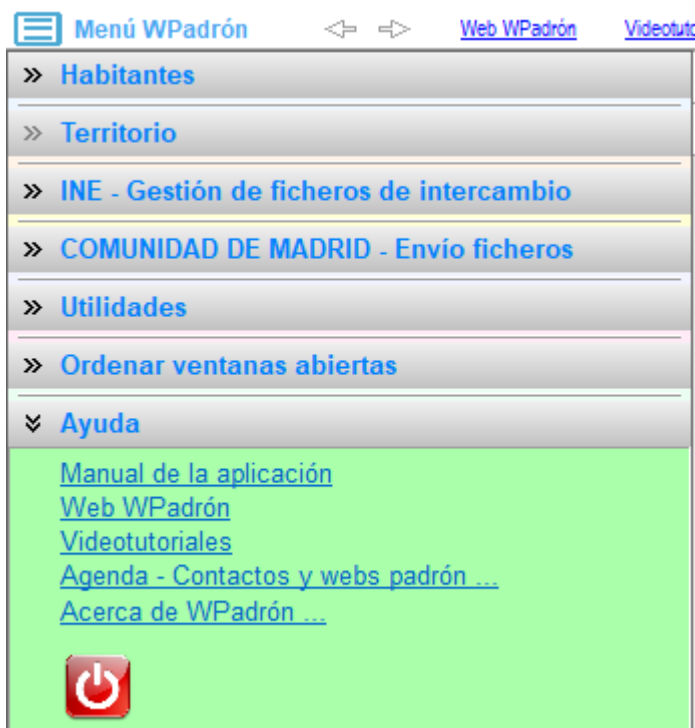 Menú WPadrón Web WPadrón
Habitantes
Territorio
INE - Gestión de ficheros de intercambio
COMUNIDAD DE MADRID - Envío ficheros
Utilidades
Ordenar ventanas abiertas
Ayuda
Manual de la aplicación
Web WPadrón
Videotutoriales
Agenda - Contactos y webs padrón ...
Acerca de WPadrón ...